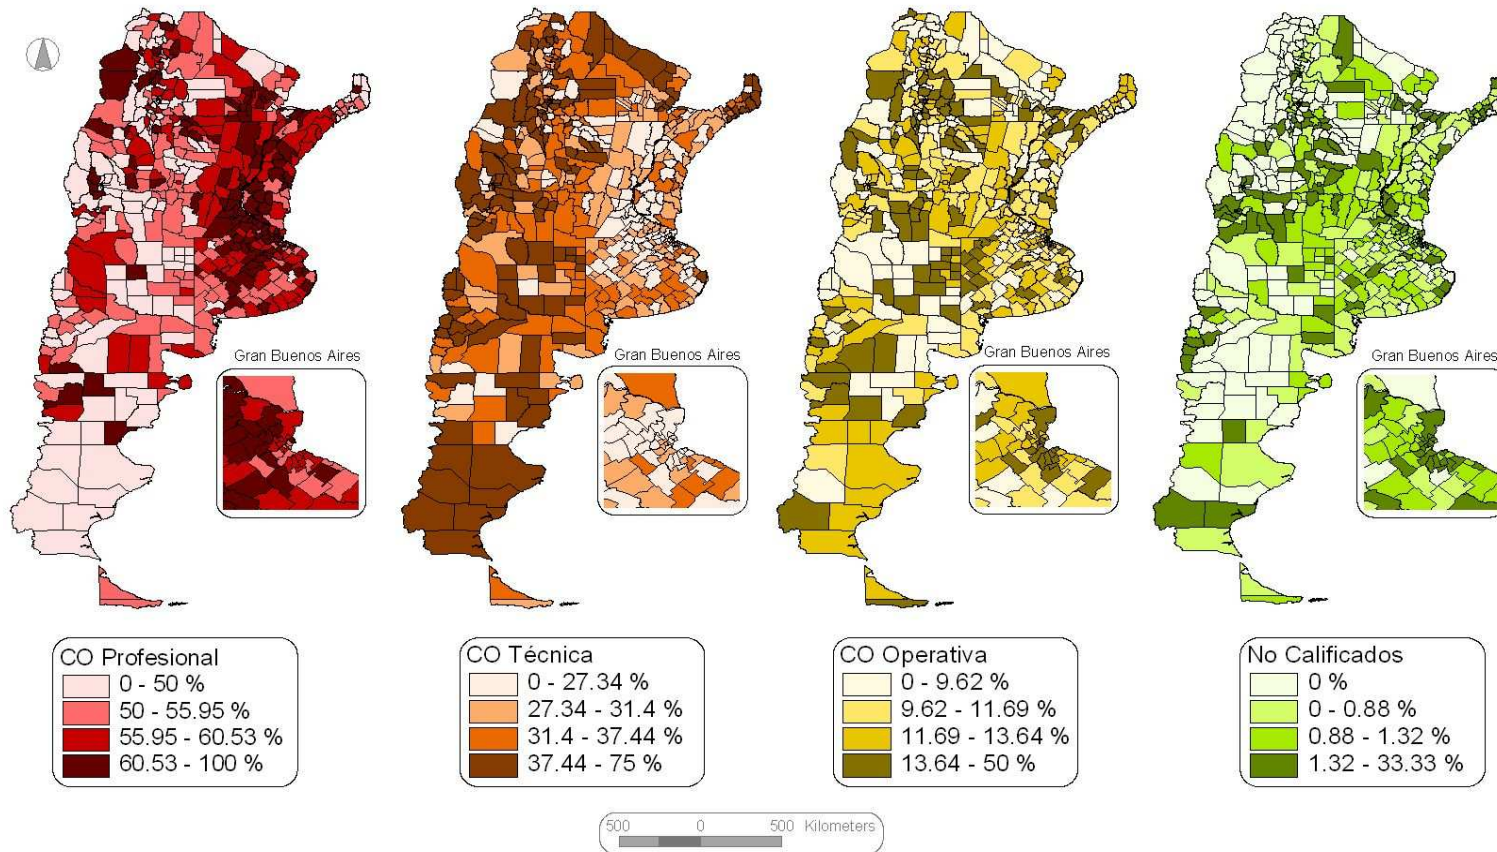 Gran Buenos Aires
Gran Buenos Aires
Gran Buenos Aires
Gran Buenos Aires
CO Profesional
0 - 50 %
50 - 55.95 %
55.95 - 60.53 %
60.53 - 100 %
CO Técnica
0 - 27.34 %
27.34 - 31.4 %
31.4 - 37.44 %
37.44 - 75 %
CO Operativa
0 - 9.62 %
9.62 - 11.69 %
11.69 - 13.64 %
13.64 - 50 %
No Calificados
0 %
0 - 0.88 %
0.88 - 1.32 %
1.32 - 33.33 %
500 0 500 Kilometers